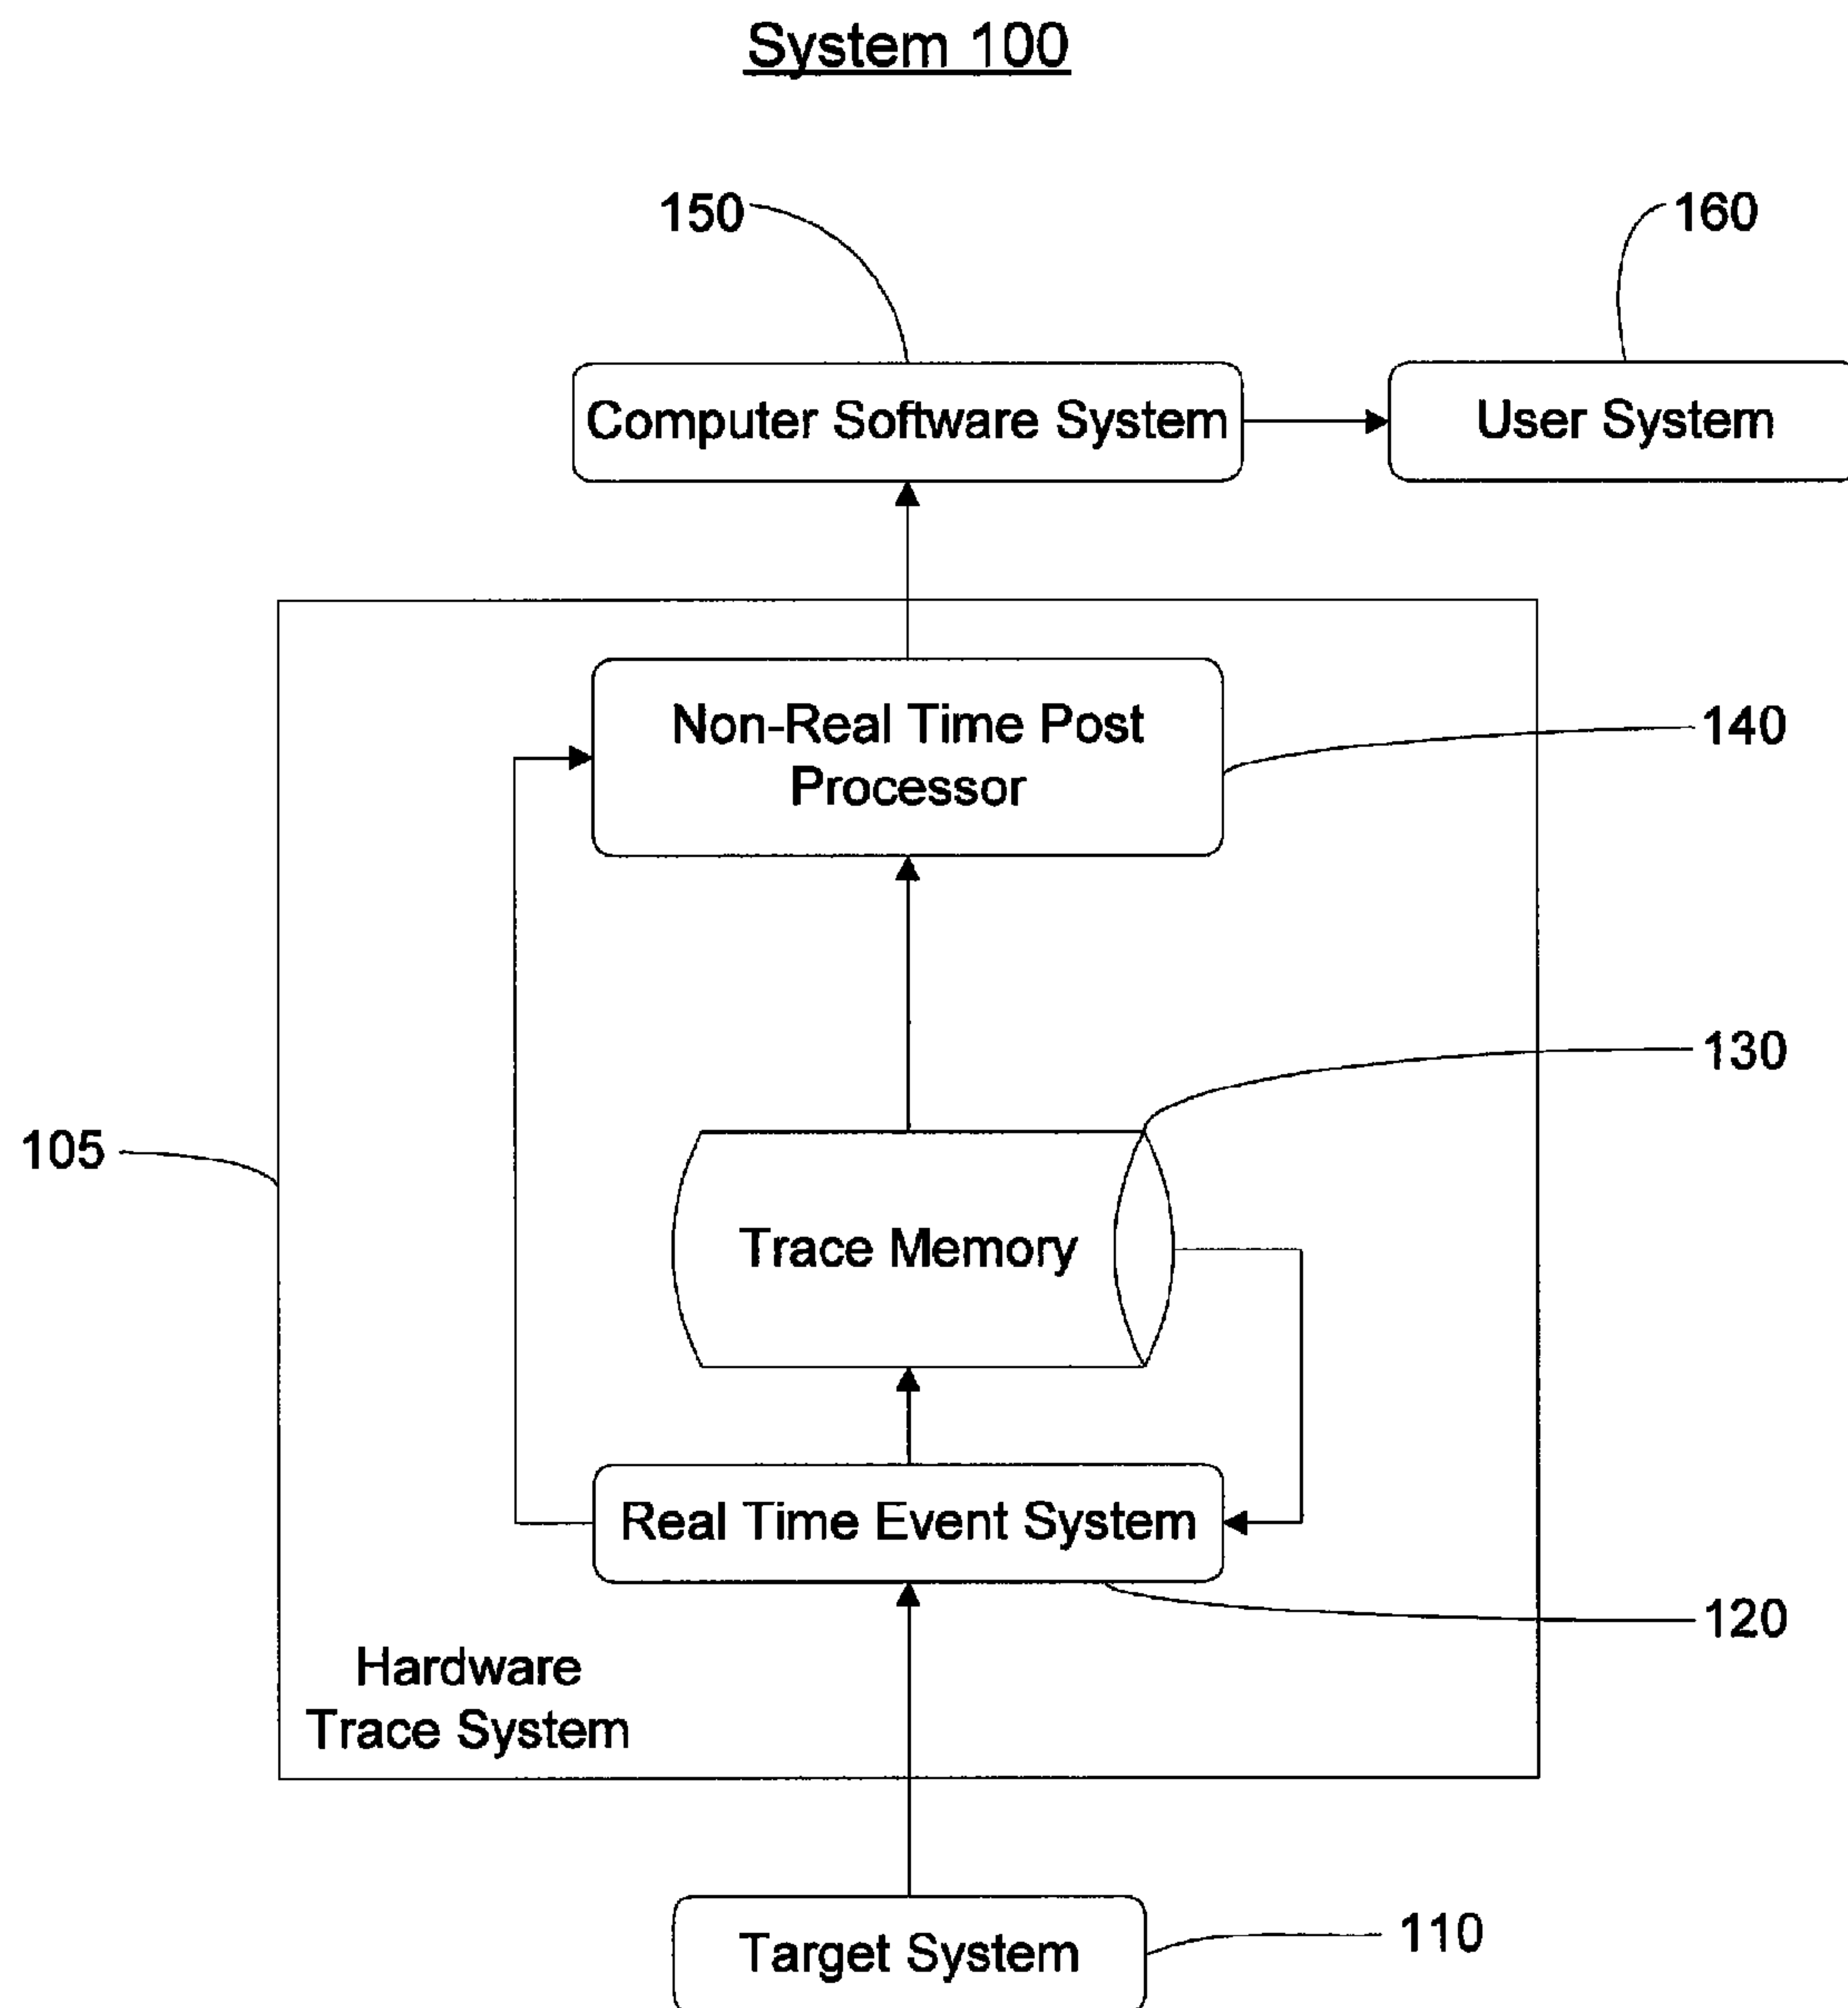 System 100
150
160
Computer Software System
User System
Non-Real Time Post
Processor
140
130
105
Trace Memory
Real Time Event System
120
Hardware
Trace System
Target System
110